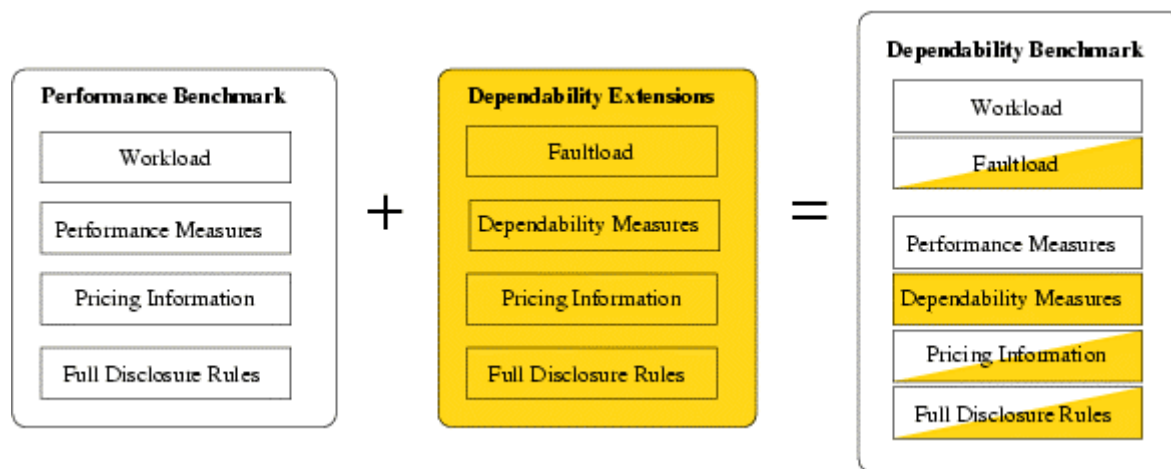 Performance Benchmark
Workload
Performance Measures
Pricing Information
Full Disclosure Rules
+
Dependability Extensions
Faultload
Dependability Measures
Pricing Information
Full Disclosure Rules
=
Dependability Benchmark
Workload
Faultload
Performance Measures
Dependability Measures
Pricing Information
Full Disclosure Rules